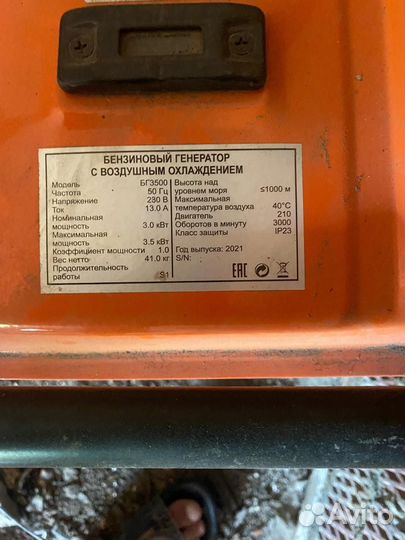 БЕНЗИНОВЫЙ ГЕНЕРАТОР
С ВОЗДУШНЫМ ОХЛАЖДЕНИЕМ
Модель БГ3500
Частота 50 Гц
Напряжение 230 В
Ток 13.0 А
Номинальная
мощность 3.0 кВт
Максимальная
мощность 3.5 кВт
Коэффициент мощности 1.0
Вес нетто 41.0 кг
Продолжительность
работы S1
Высота над
уровнем моря ≤1000 м
Максимальная
температура воздуха 40°C
Двигатель 210
Оборотов в минуту 3000
Класс защиты IP23
Год выпуска: 2021
S/N:
EAC
Avito